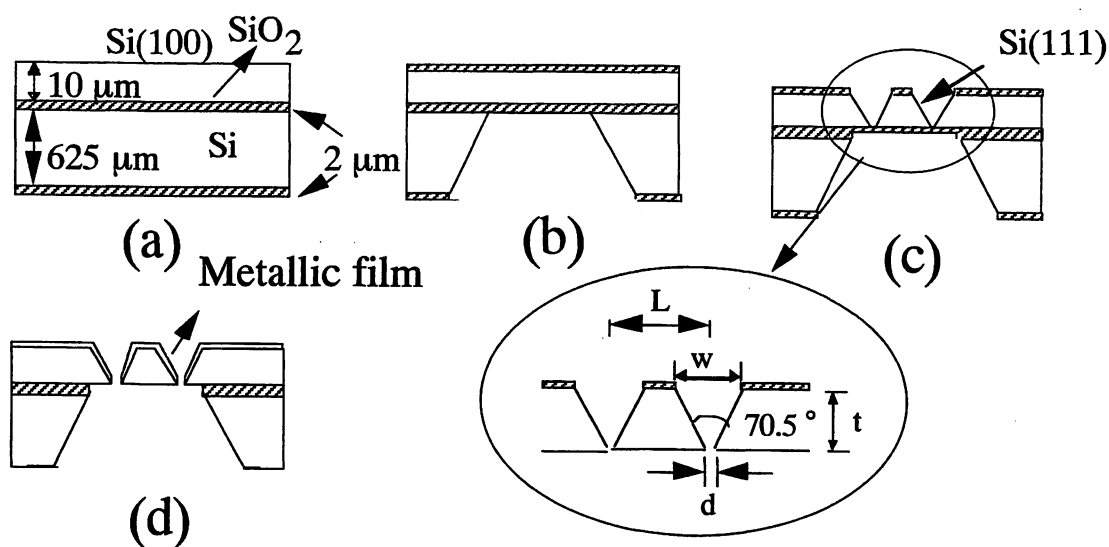 Si(100)
SiO2
10 μm
625 μm
Si
2 μm
(a)
(b)
Si(111)
(c)
Metallic film
(d)
L
w
70.5 °
t
d